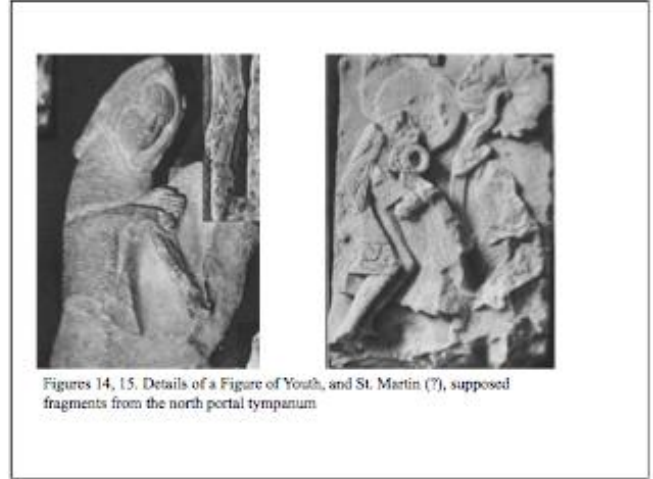 Figures 14, 15. Details of a Figure of Youth, and St. Martin (?), supposed
fragments from the north portal tympanum